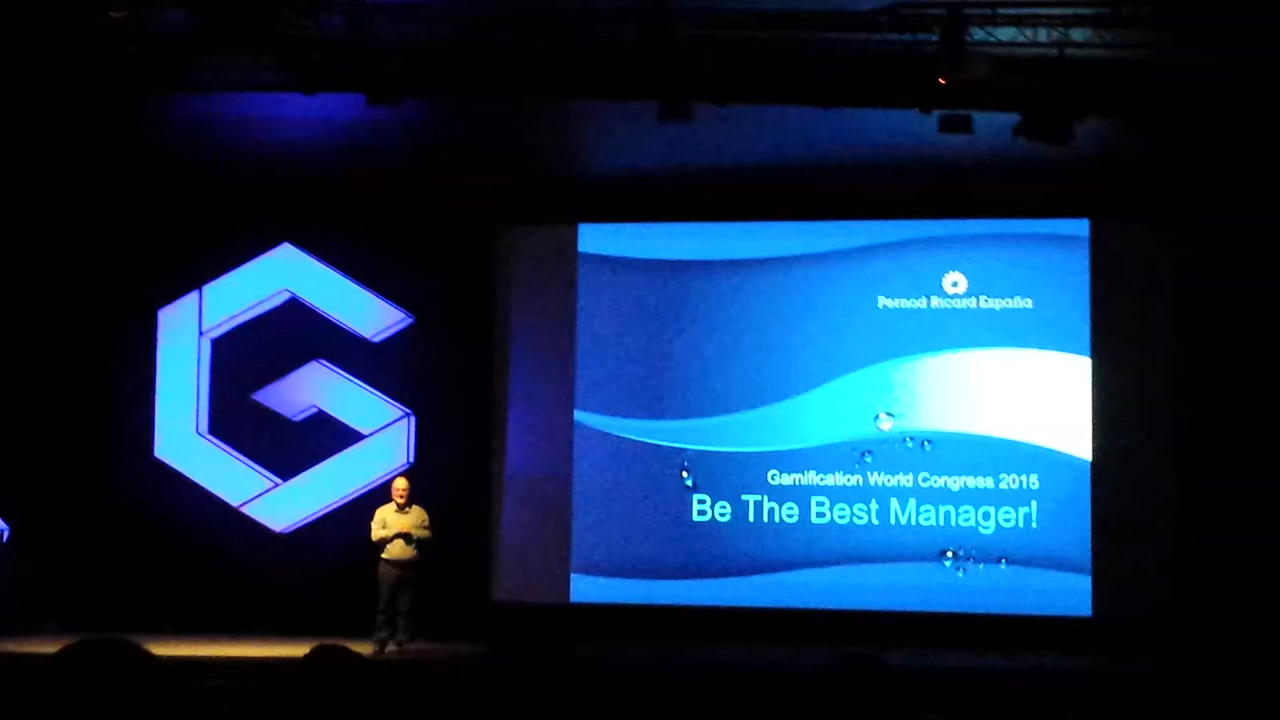 Pernod Ricard España
Gamification World Congress 2015
Be The Best Manager!